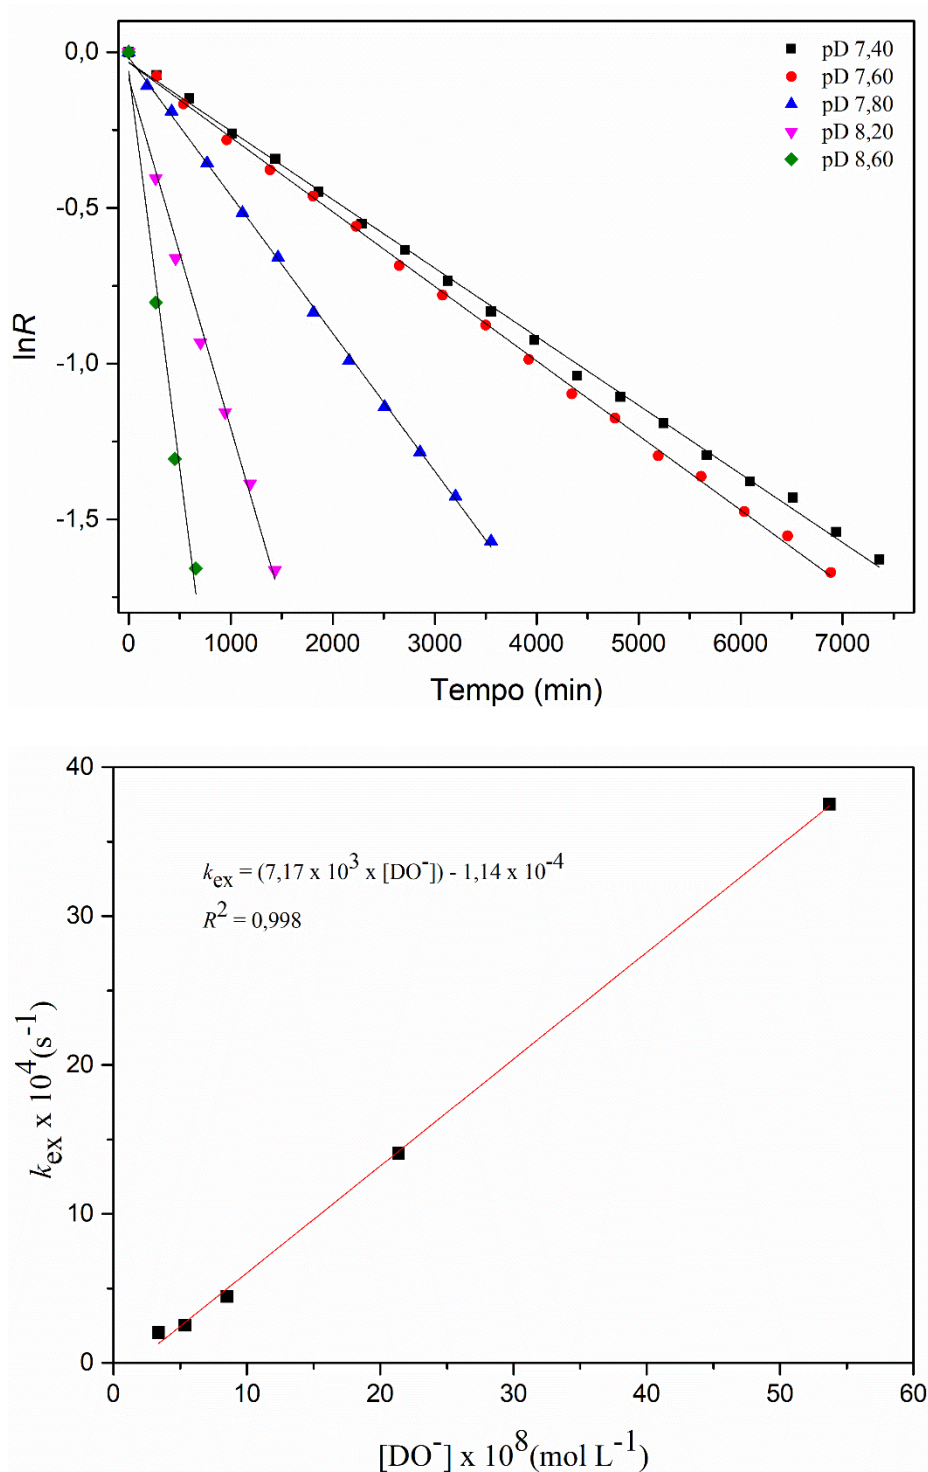 0,0
-0,5
-1,0
-1,5
lnR
pD 7,40
pD 7,60
pD 7,80
pD 8,20
pD 8,60
0 1000 2000 3000 4000 5000 6000 7000
Tempo (min)
40
30
20
10
0
k_ex x 10^4(s^-1)
k_ex = (7,17 x 10^3 x [DO^-]) - 1,14 x 10^-4
R^2 = 0,998
0 10 20 30 40 50 60
[DO^-] x 10^8(mol L^-1)